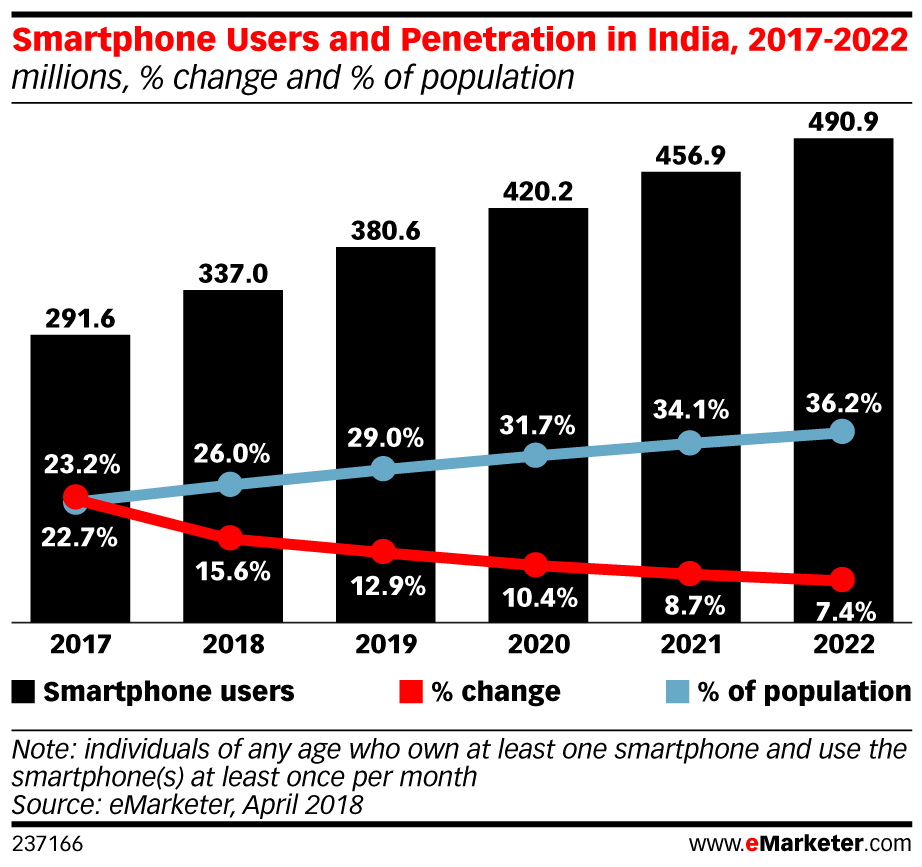 Smartphone Users and Penetration in India, 2017-2022
millions, % change and % of population
490.9
456.9
420.2
380.6
337.0
291.6
36.2%
34.1%
31.7%
29.0%
26.0%
23.2%
22.7%
15.6%
12.9%
10.4%
8.7%
7.4%
2017 2018 2019 2020 2021 2022
Smartphone users % change % of population
Note: individuals of any age who own at least one smartphone and use the
smartphone(s) at least once per month
Source: eMarketer, April 2018
237166 www.eMarketer.com